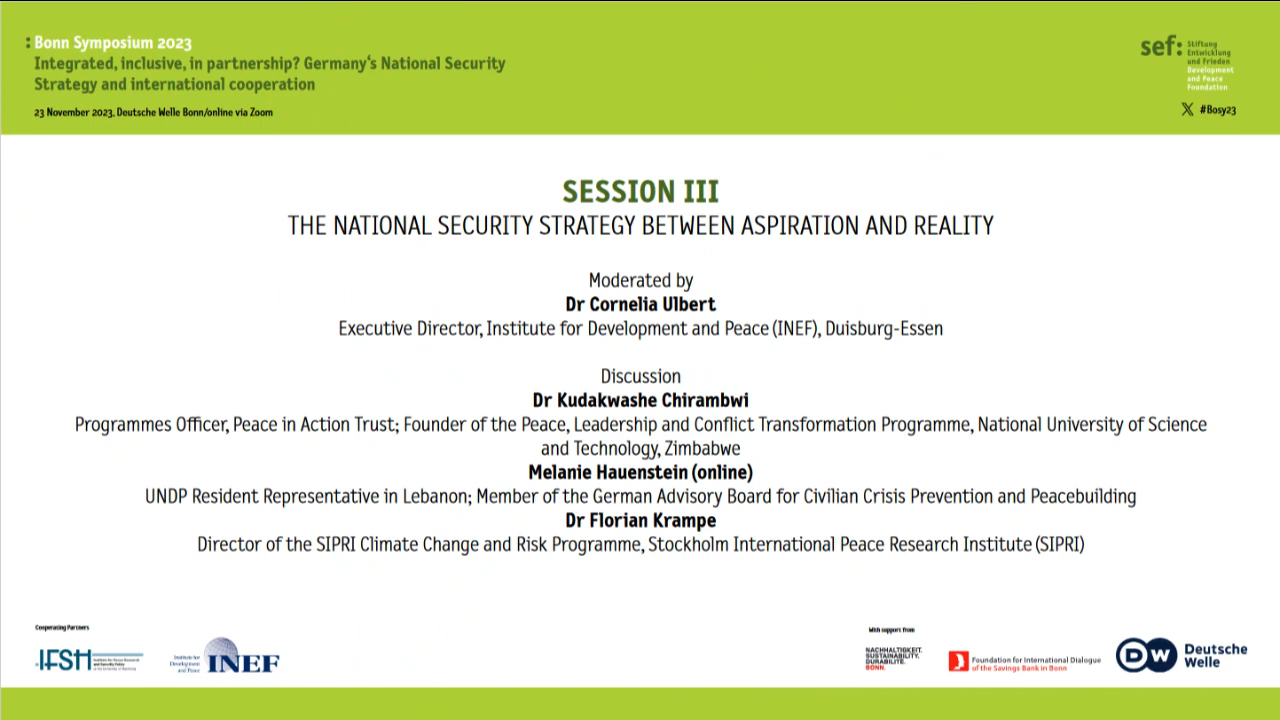 : Bonn Symposium 2023
Integrated, inclusive, in partnership? Germany's National Security
Strategy and international cooperation
23 November 2023, Deutsche Welle Bonn/online via Zoom
sef: Stiftung
Entwicklung
und Frieden
Development
and Peace
Foundation
X #Bosy23
SESSION III
THE NATIONAL SECURITY STRATEGY BETWEEN ASPIRATION AND REALITY
Moderated by
Dr Cornelia Ulbert
Executive Director, Institute for Development and Peace (INEF), Duisburg-Essen
Discussion
Dr Kudakwashe Chirambwi
Programmes Officer, Peace in Action Trust; Founder of the Peace, Leadership and Conflict Transformation Programme, National University of Science
and Technology, Zimbabwe
Melanie Hauenstein (online)
UNDP Resident Representative in Lebanon; Member of the German Advisory Board for Civilian Crisis Prevention and Peacebuilding
Dr Florian Krampe
Director of the SIPRI Climate Change and Risk Programme, Stockholm International Peace Research Institute (SIPRI)
Cooperating Partners
IFSH Institute for Peace Research
and Security Policy
Institute for
Development
and Peace
INEF
With support from
NACHHALTIGKEIT.
SUSTAINABILITY.
DURABILITÉ.
BONN.
Foundation for International Dialogue
of the Savings Bank in Bonn
DW Deutsche
Welle